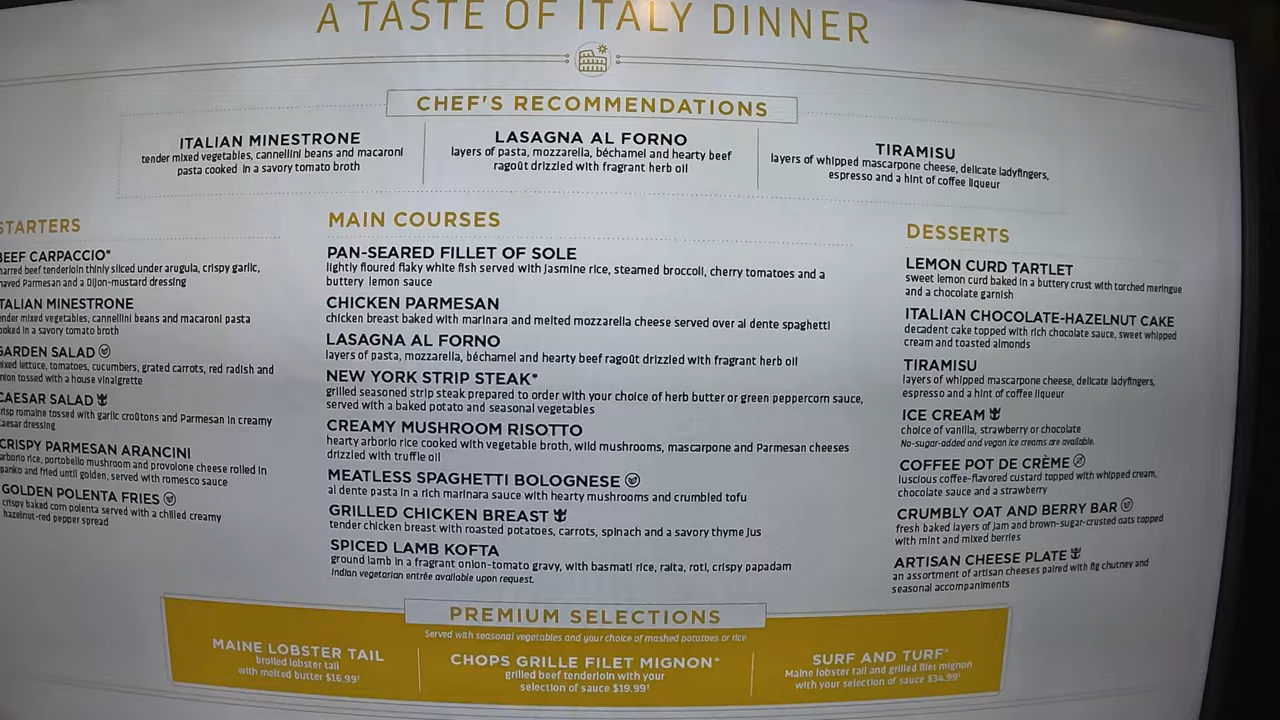 A TASTE OF ITALY DINNER
CHEF'S RECOMMENDATIONS
ITALIAN MINESTRONE
tender mixed vegetables, cannellini beans and macaroni
pasta cooked in a savory tomato broth
LASAGNA AL FORNO
layers of pasta, mozzarella, béchamel and hearty beef
ragoût drizzled with fragrant herb oil
TIRAMISU
layers of whipped mascarpone cheese, delicate ladyfingers,
espresso and a hint of coffee liqueur
STARTERS
BEEF CARPACCIO*
beef tenderloin thinly sliced under arugula, crispy garlic,
Parmesan and a Dijon-mustard dressing
ITALIAN MINESTRONE
tender mixed vegetables, cannellini beans and macaroni pasta
cooked in a savory tomato broth
GARDEN SALAD
mixed lettuce, tomatoes, cucumbers, grated carrots, red radish and
onion tossed with a house vinaigrette
CAESAR SALAD
crisp romaine tossed with garlic croûtons and Parmesan in creamy
Caesar dressing
CRISPY PARMESAN ARANCINI
arborio rice, portobello mushroom and provolone cheese rolled in
panko and fried until golden, served with romesco sauce
GOLDEN POLENTA FRIES
crispy baked corn polenta served with a chilled creamy
hazelnut-red pepper spread
MAIN COURSES
PAN-SEARED FILLET OF SOLE
lightly floured flaky white fish served with Jasmine rice, steamed broccoli, cherry tomatoes and a
buttery lemon sauce
CHICKEN PARMESAN
chicken breast baked with marinara and melted mozzarella cheese served over al dente spaghetti
LASAGNA AL FORNO
layers of pasta, mozzarella, béchamel and hearty beef ragoût drizzled with fragrant herb oil
NEW YORK STRIP STEAK*
grilled seasoned strip steak prepared to order with your choice of herb butter or green peppercorn sauce,
served with a baked potato and seasonal vegetables
CREAMY MUSHROOM RISOTTO
hearty arborio rice cooked with vegetable broth, wild mushrooms, mascarpone and Parmesan cheeses
drizzled with truffle oil
MEATLESS SPAGHETTI BOLOGNESE
al dente pasta in a rich marinara sauce with hearty mushrooms and crumbled tofu
GRILLED CHICKEN BREAST
tender chicken breast with roasted potatoes, carrots, spinach and a savory thyme jus
SPICED LAMB KOFTA
ground lamb in a fragrant onion-tomato gravy, with basmati rice, raita, roti, crispy papadam
Indian vegetarian entrée available upon request.
DESSERTS
LEMON CURD TARTLET
sweet lemon curd baked in a buttery crust with torched meringue
and a chocolate garnish
ITALIAN CHOCOLATE-HAZELNUT CAKE
decadent cake topped with rich chocolate sauce, sweet whipped
cream and toasted almonds
TIRAMISU
layers of whipped mascarpone cheese, delicate ladyfingers,
espresso and a hint of coffee liqueur
ICE CREAM
choice of vanilla, strawberry or chocolate
No-sugar-added and vegan ice creams are available.
COFFEE POT DE CRÈME
luscious coffee-flavored custard topped with whipped cream,
chocolate sauce and a strawberry
CRUMBLY OAT AND BERRY BAR
fresh baked layers of jam and brown-sugar-crusted oats topped
with mint and mixed berries
ARTISAN CHEESE PLATE
an assortment of artisan cheeses paired with fig chutney and
seasonal accompaniments
PREMIUM SELECTIONS
Served with seasonal vegetables and your choice of mashed potatoes or rice
MAINE LOBSTER TAIL
broiled lobster tail
with melted butter $16.99†
CHOPS GRILLE FILET MIGNON*
grilled beef tenderloin with your
selection of sauce $19.99†
SURF AND TURF*
Maine lobster tail and grilled filet mignon
with your selection of sauce $34.99†